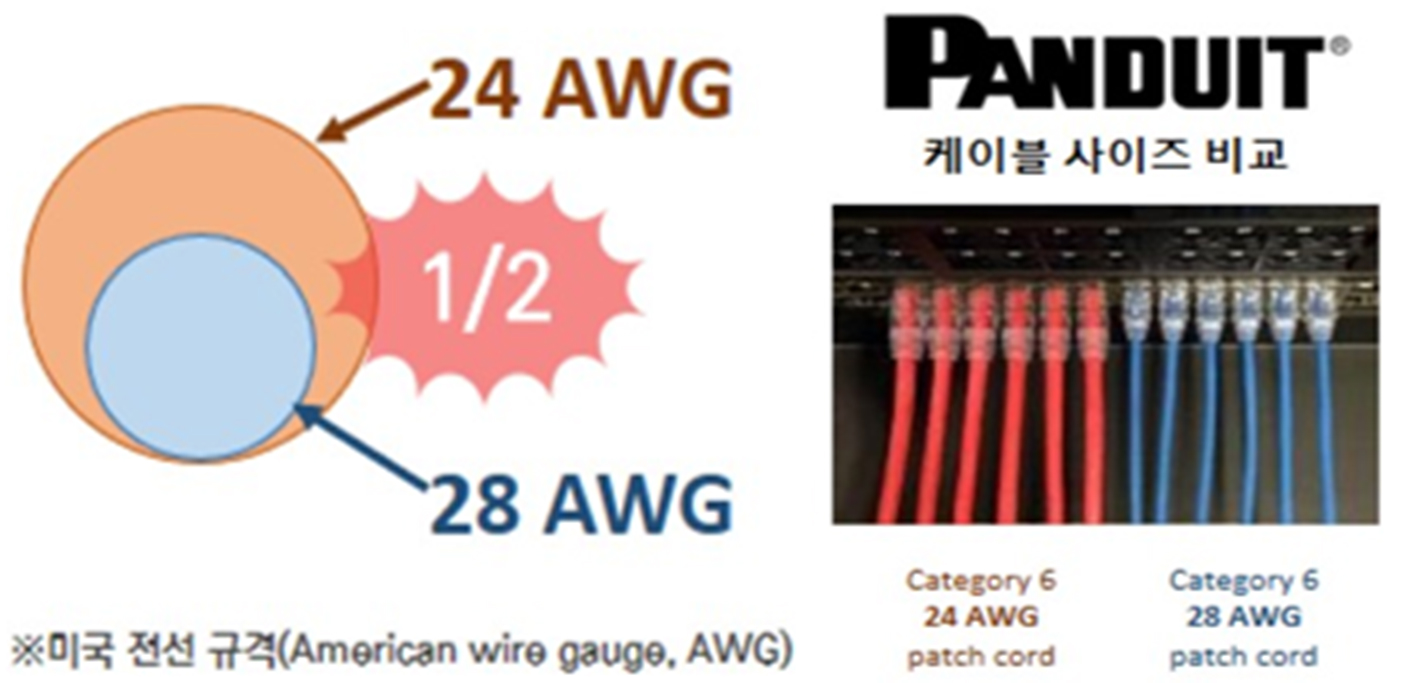 24 AWG
1/2
28 AWG
※미국 전선 규격(American wire gauge, AWG)
PANDUIT®
케이블 사이즈 비교
Category 6
24 AWG
patch cord
Category 6
28 AWG
patch cord